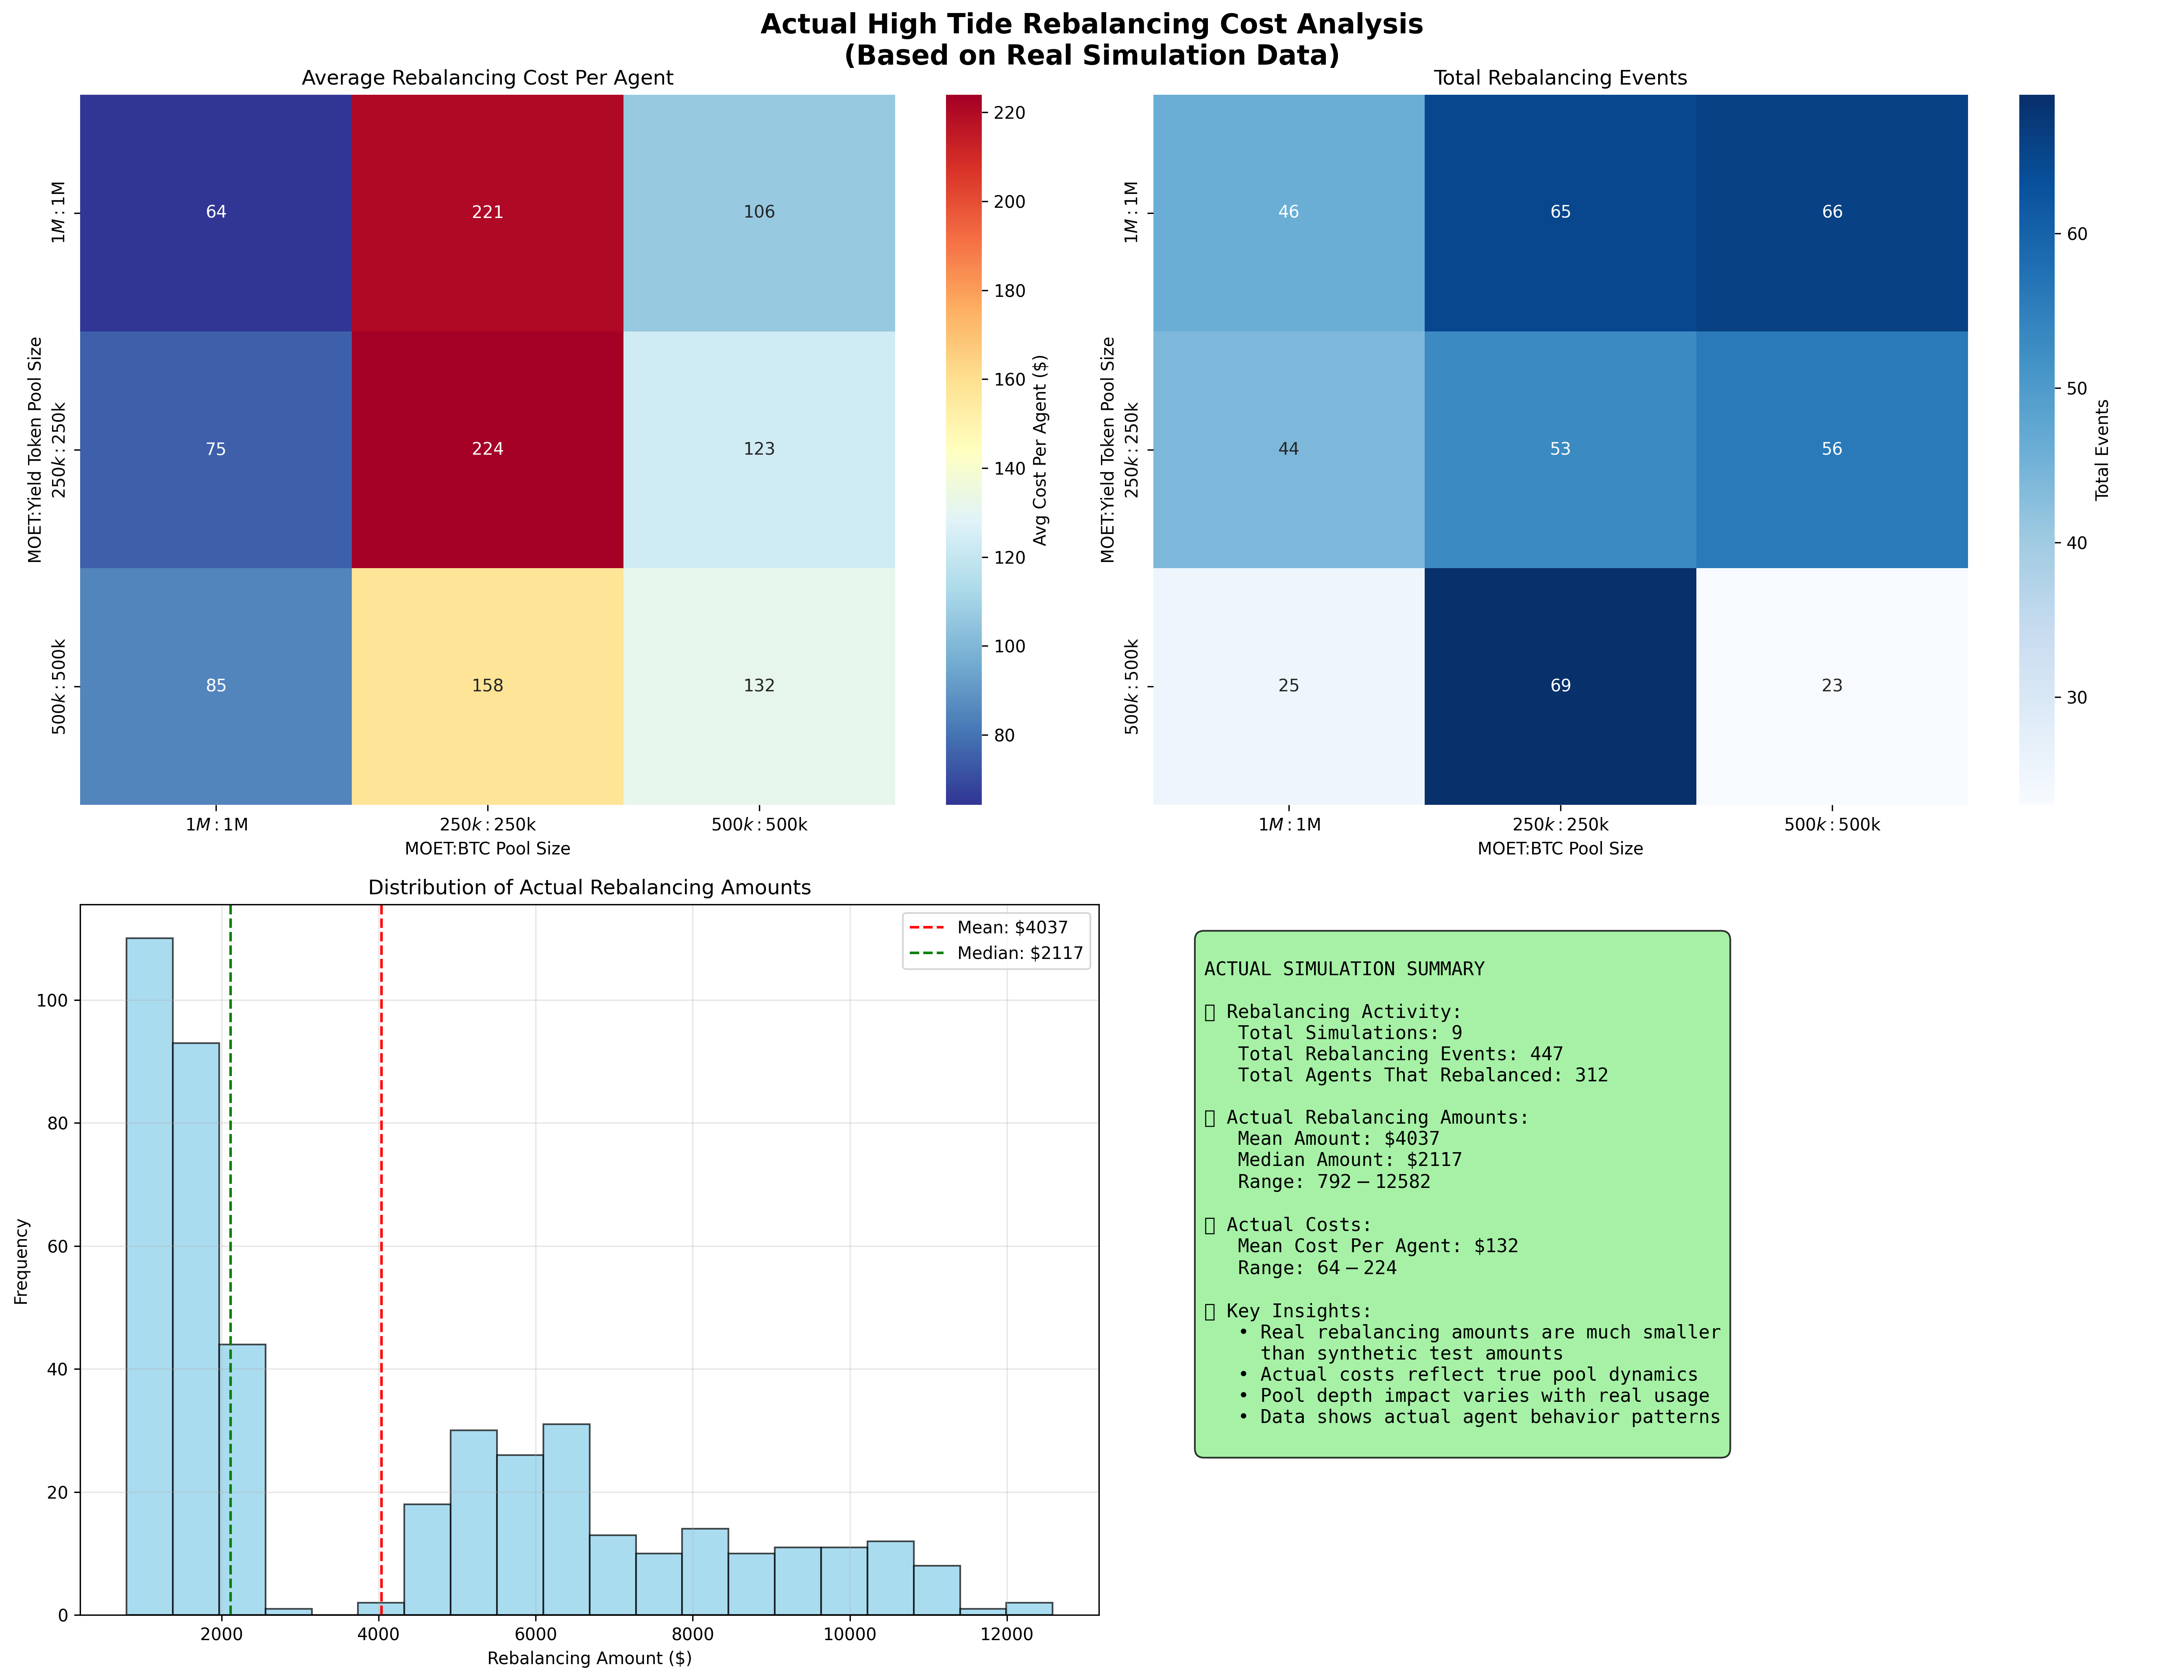 Actual High Tide Rebalancing Cost Analysis
(Based on Real Simulation Data)
Average Rebalancing Cost Per Agent
MOET:Yield Token Pool Size
1M:1M
250k:250k
500k:500k
64
221
106
75
224
123
85
158
132
1M:1M
250k:250k
500k:500k
MOET:BTC Pool Size
220
200
180
160
140
120
100
80
Avg Cost Per Agent ($)
Total Rebalancing Events
MOET:Yield Token Pool Size
1M:1M
250k:250k
500k:500k
46
65
66
44
53
56
25
69
23
1M:1M
250k:250k
500k:500k
MOET:BTC Pool Size
60
50
40
30
Total Events
Distribution of Actual Rebalancing Amounts
Frequency
100
80
60
40
20
0
2000
4000
6000
8000
10000
12000
Rebalancing Amount ($)
Mean: $4037
Median: $2117
ACTUAL SIMULATION SUMMARY
Rebalancing Activity:
Total Simulations: 9
Total Rebalancing Events: 447
Total Agents That Rebalanced: 312
Actual Rebalancing Amounts:
Mean Amount: $4037
Median Amount: $2117
Range: 792 − 12582
Actual Costs:
Mean Cost Per Agent: $132
Range: 64 − 224
Key Insights:
• Real rebalancing amounts are much smaller
than synthetic test amounts
• Actual costs reflect true pool dynamics
• Pool depth impact varies with real usage
• Data shows actual agent behavior patterns